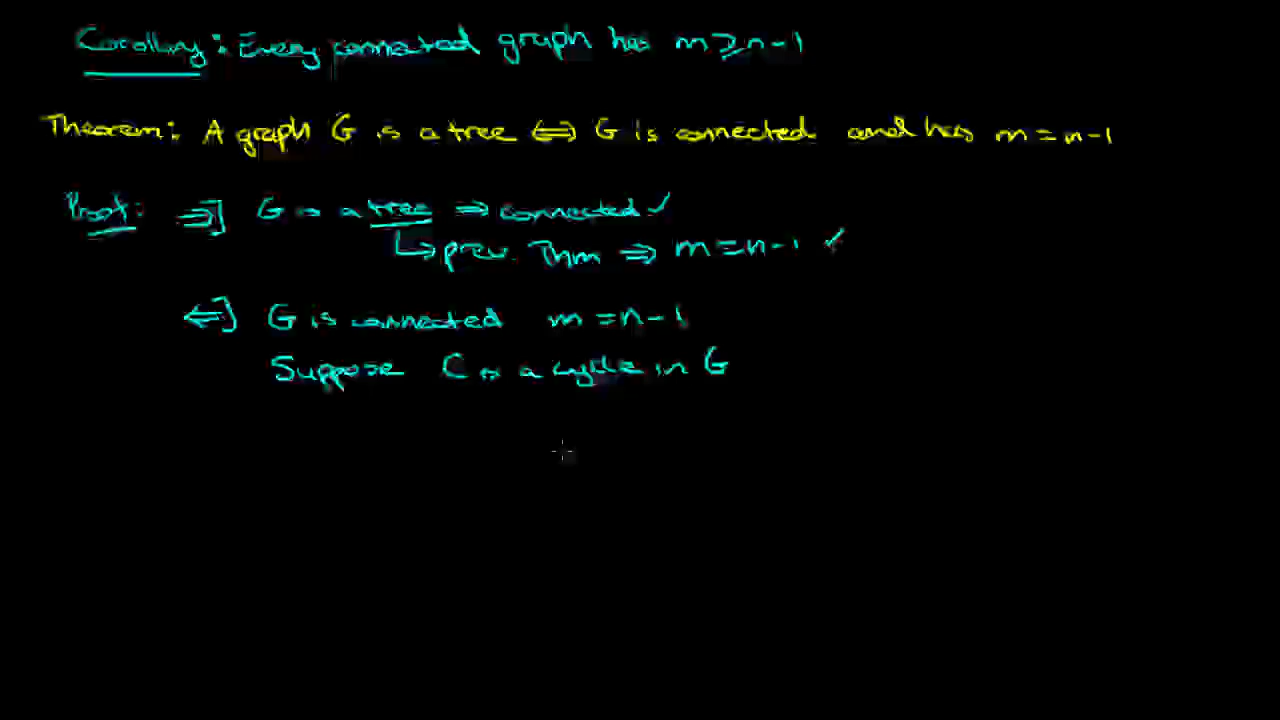 Corollary: Every connected graph has m ≥ n-1
Theorem: A graph G is a tree ⟺ G is connected and has m = n-1
Proof: ⇒] G is a tree ⇒ connected ✓
↳ prev. Thm ⇒ m = n-1 ✓
⇐] G is connected m = n-1
Suppose C is a cycle in G